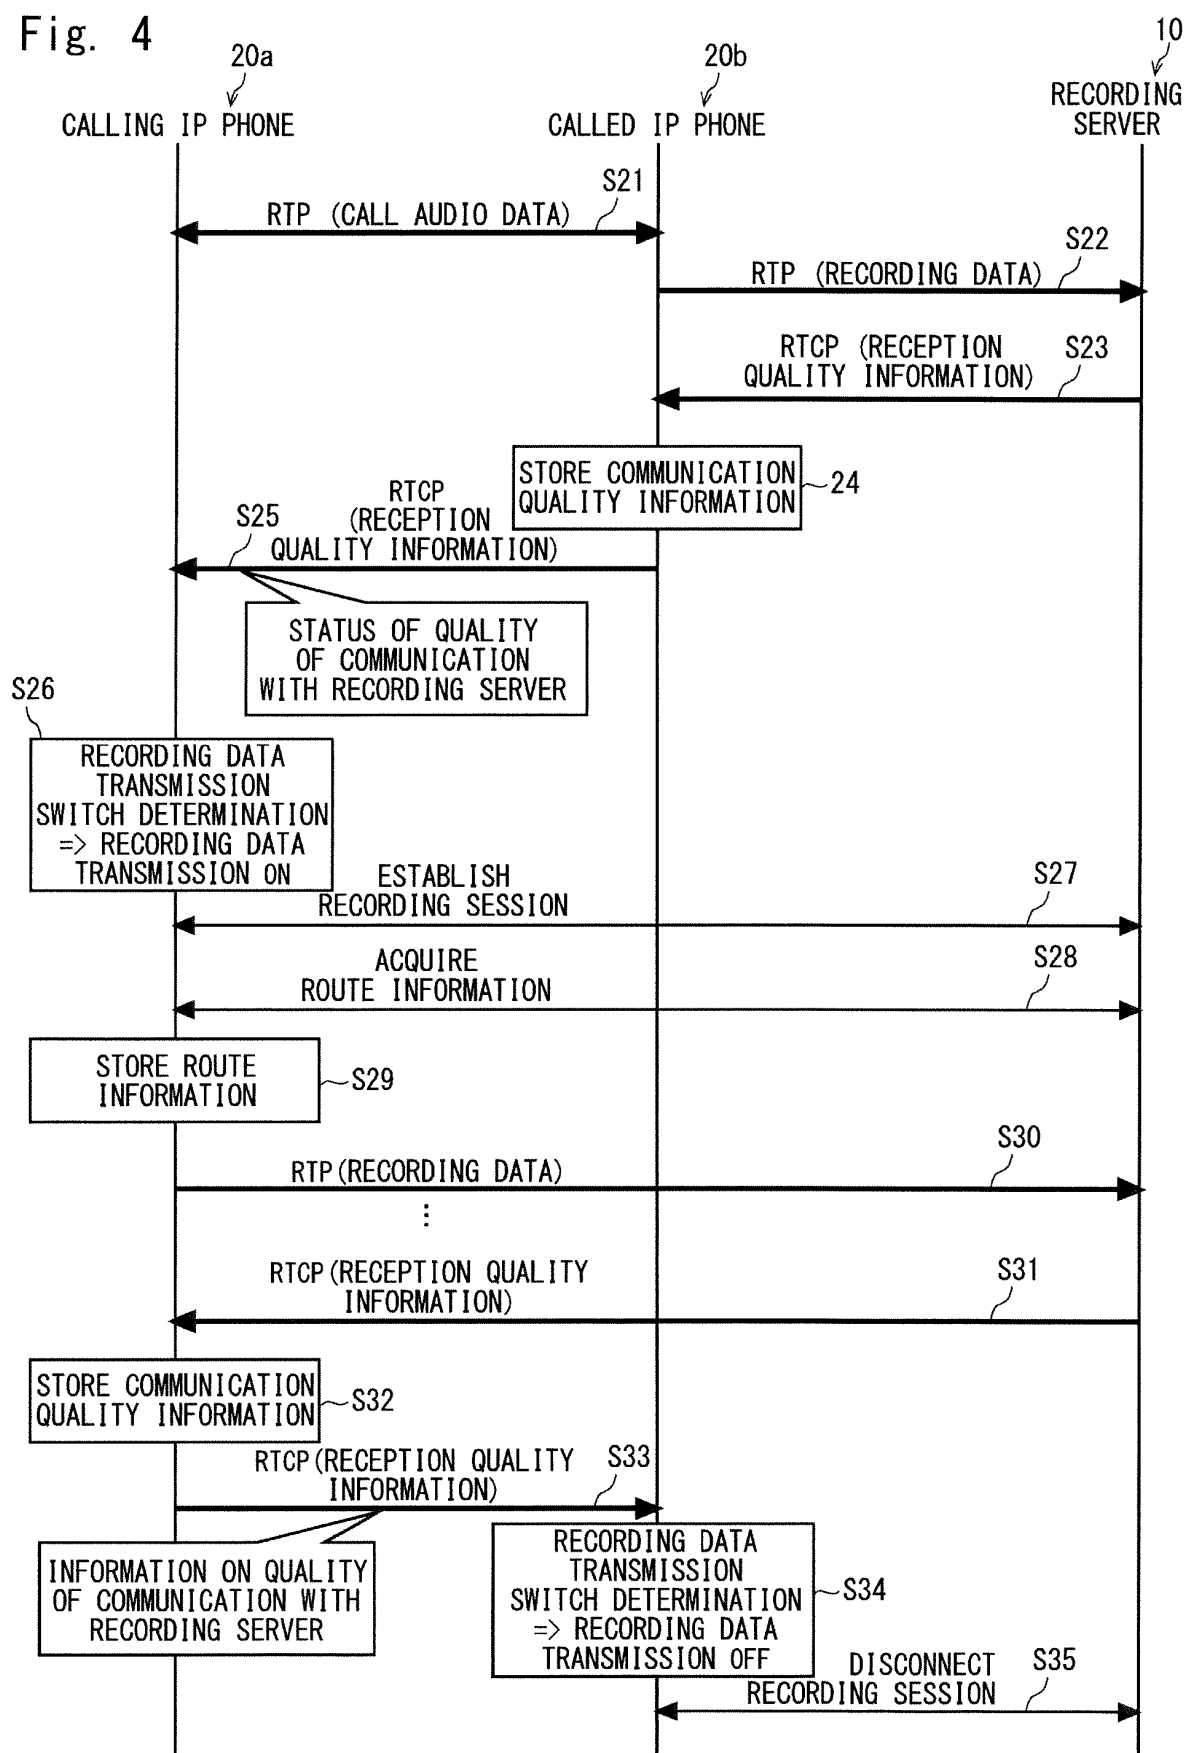 Fig. 4
20a
20b
10
CALLING IP PHONE
CALLED IP PHONE
RECORDING
SERVER
S21
RTP (CALL AUDIO DATA)
S22
RTP (RECORDING DATA)
RTCP (RECEPTION
QUALITY INFORMATION)
S23
STORE COMMUNICATION
QUALITY INFORMATION
24
S25
RTCP
(RECEPTION
QUALITY INFORMATION)
STATUS OF QUALITY
OF COMMUNICATION
WITH RECORDING SERVER
S26
RECORDING DATA
TRANSMISSION
SWITCH DETERMINATION
=> RECORDING DATA
TRANSMISSION ON
ESTABLISH
RECORDING SESSION
S27
ACQUIRE
ROUTE INFORMATION
S28
STORE ROUTE
INFORMATION
S29
RTP(RECORDING DATA)
S30
⋮
RTCP(RECEPTION QUALITY
INFORMATION)
S31
STORE COMMUNICATION
QUALITY INFORMATION
S32
RTCP(RECEPTION QUALITY
INFORMATION)
S33
INFORMATION ON QUALITY
OF COMMUNICATION WITH
RECORDING SERVER
RECORDING DATA
TRANSMISSION
SWITCH DETERMINATION
=> RECORDING DATA
TRANSMISSION OFF
S34
DISCONNECT
RECORDING SESSION
S35